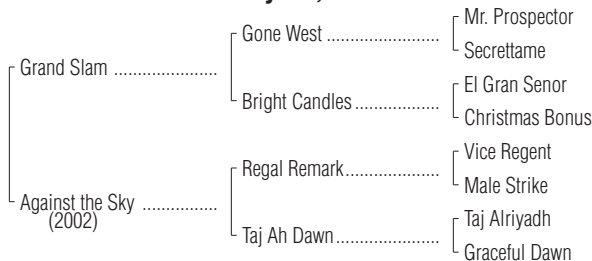 Mr. Prospector
Gone West ......................
Secrettame
Grand Slam ....................
El Gran Senor
Bright Candles ................
Christmas Bonus
Vice Regent
Regal Remark..................
Male Strike
Against the Sky ..............
(2002)
Taj Alriyadh
Taj Ah Dawn....................
Graceful Dawn